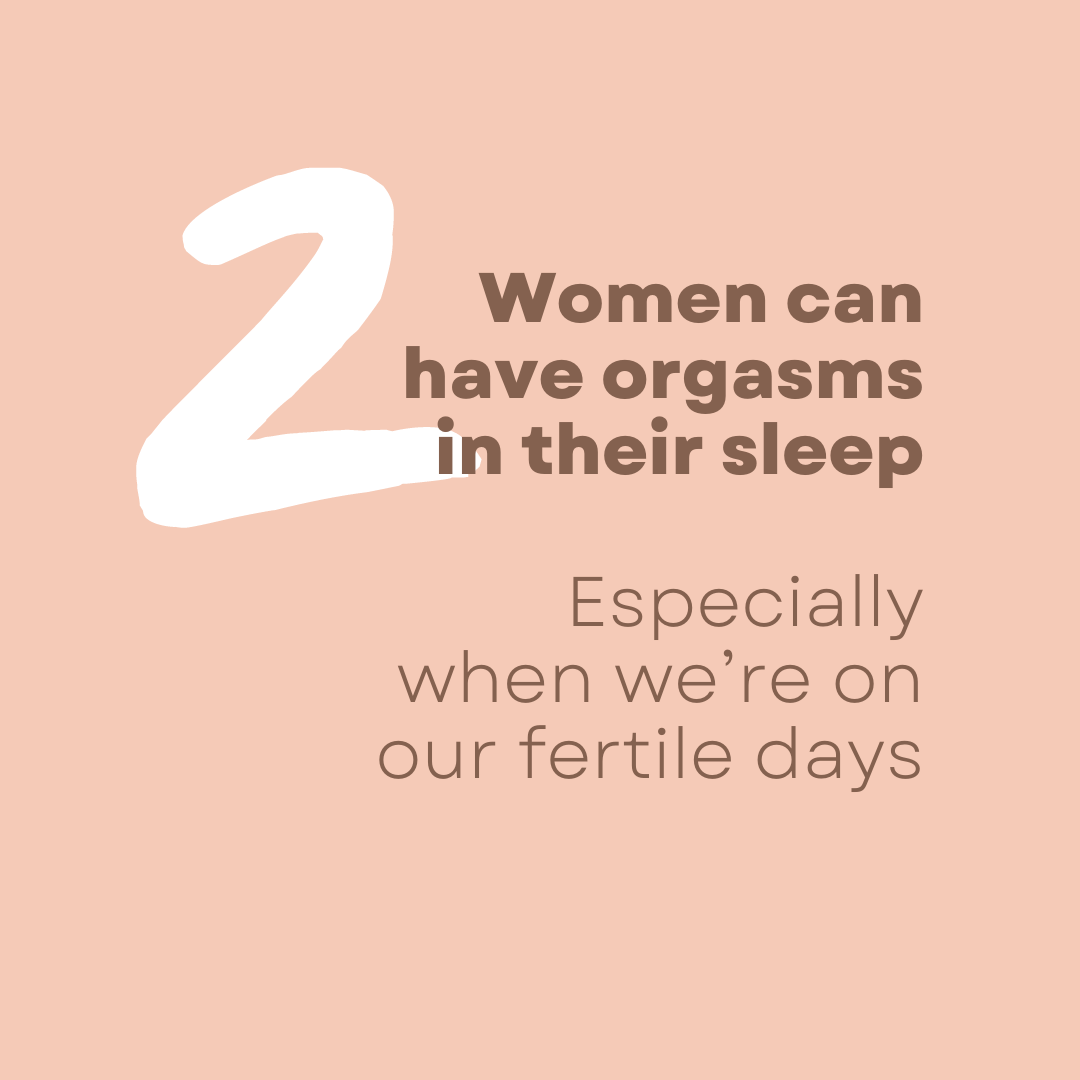 2
Women can
have orgasms
in their sleep
Especially
when we’re on
our fertile days